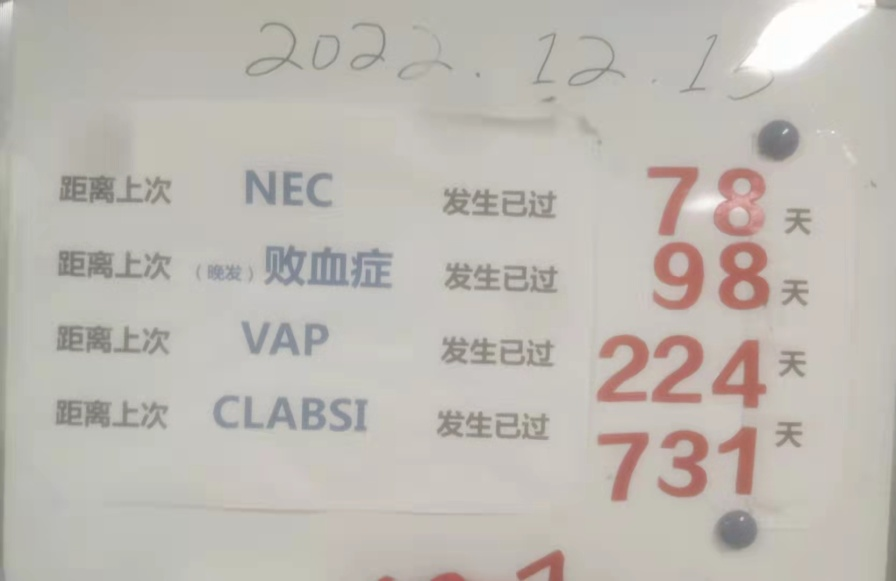 2022.12.15
距离上次 NEC 发生已过 78 天
距离上次 （晚发）败血症 发生已过 98 天
距离上次 VAP 发生已过 224 天
距离上次 CLABSI 发生已过 731 天